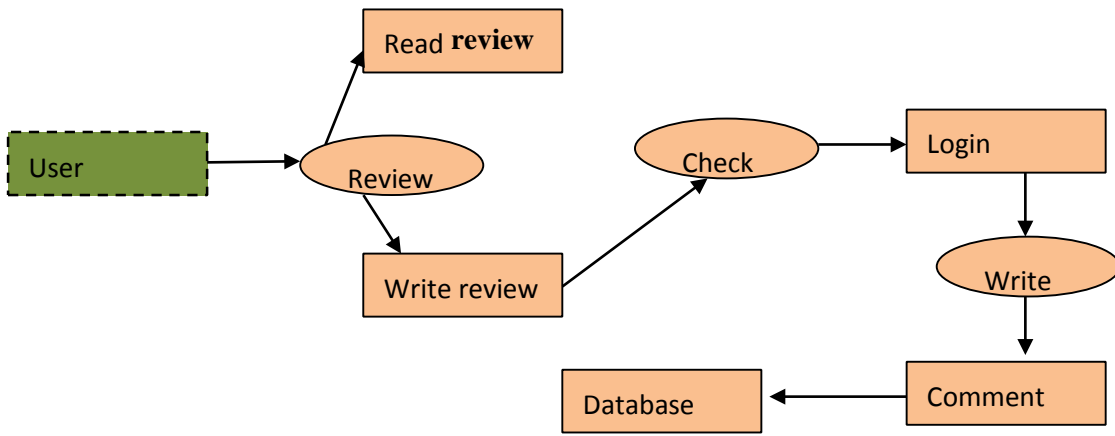 Read review
User
Review
Check
Login
Write review
Write
Database
Comment